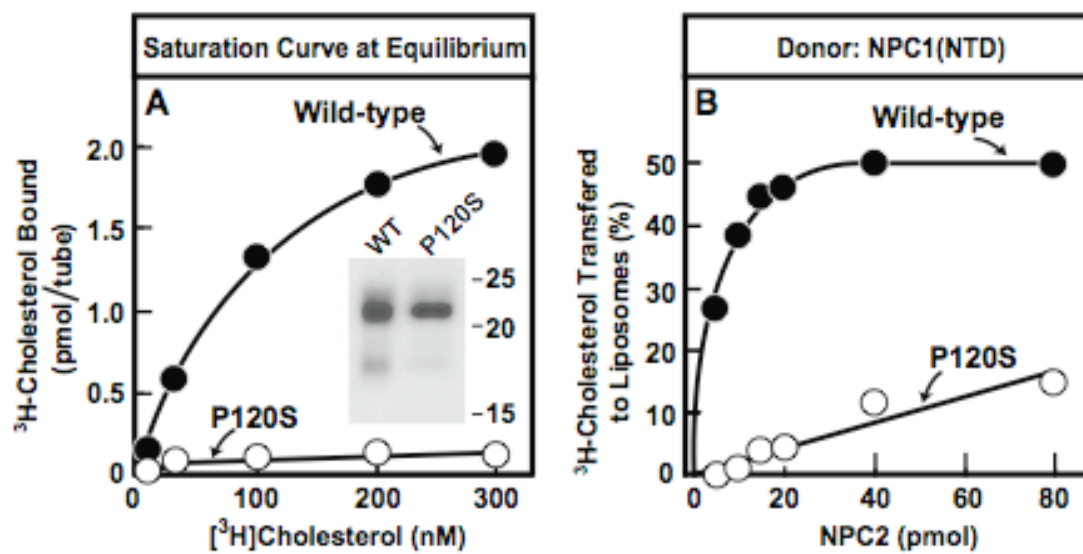 Saturation Curve at Equilibrium
A
Wild-type
³H-Cholesterol Bound
(pmol/tube)
2.0
1.5
1.0
0.5
0
WT
P120S
-25
-20
-15
P120S
0
100
200
300
[³H]Cholesterol (nM)
Donor: NPC1(NTD)
B
Wild-type
³H-Cholesterol Transfered
to Liposomes (%)
50
40
30
20
10
0
P120S
0
20
40
60
80
NPC2 (pmol)